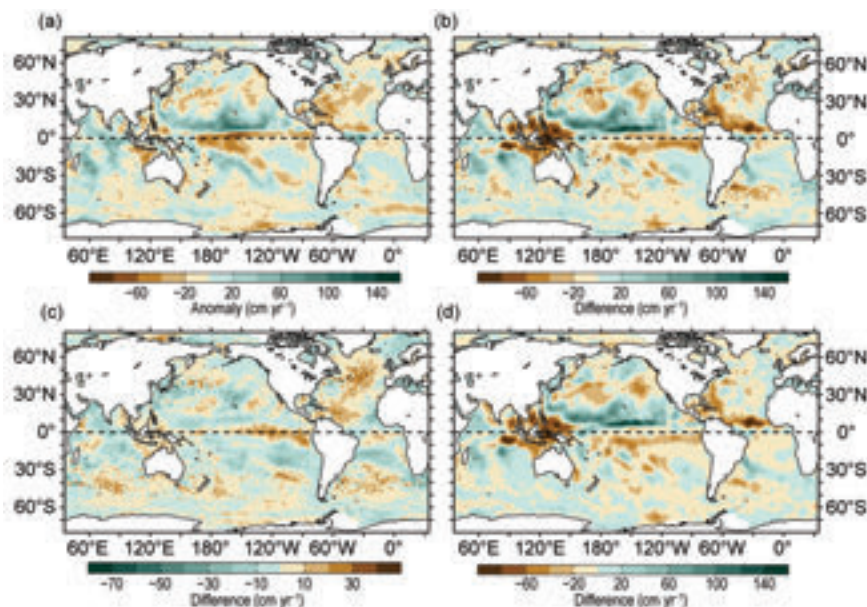 (a) (b)
60°N 60°N
30°N 30°N
0° 0°
30°S 30°S
60°S 60°S
60°E 120°E 180° 120°W 60°W 0° 60°E 120°E 180° 120°W 60°W 0°
−60 −20 20 60 100 140 −60 −20 20 60 100 140
Anomaly (cm yr⁻¹) Difference (cm yr⁻¹)
(c) (d)
60°N 60°N
30°N 30°N
0° 0°
30°S 30°S
60°S 60°S
60°E 120°E 180° 120°W 60°W 0° 60°E 120°E 180° 120°W 60°W 0°
−70 −50 −30 −10 10 30 −60 −20 20 60 100 140
Difference (cm yr⁻¹) Difference (cm yr⁻¹)